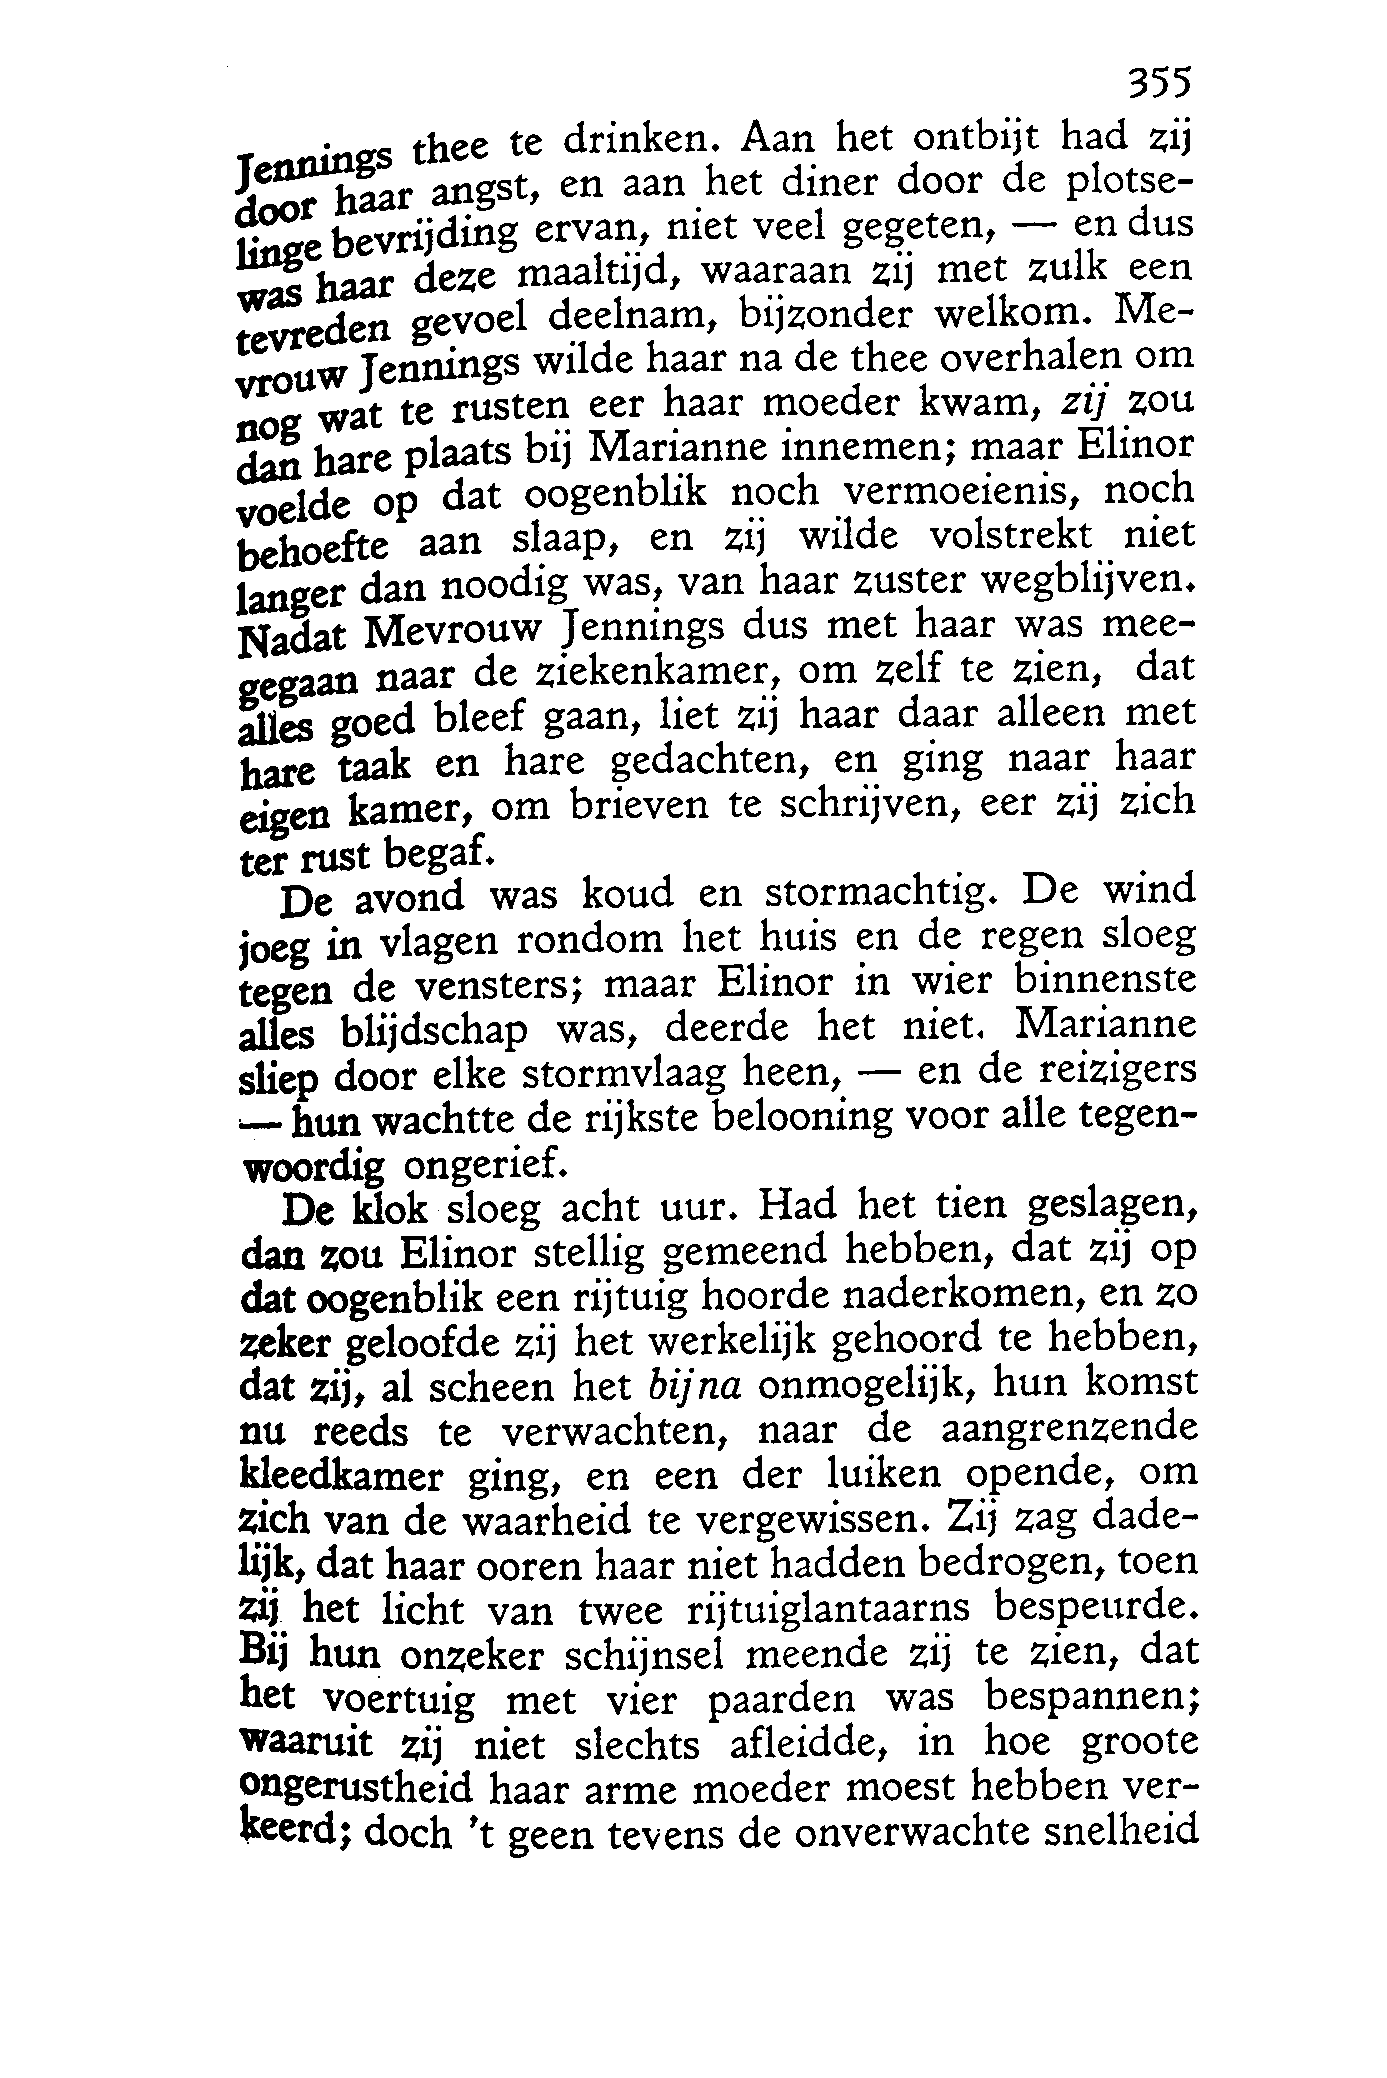 355
Jennings thee te drinken. Aan het ontbijt had zij
door haar angst, en aan het diner door de plotse-
linge bevrijding ervan, niet veel gegeten, — en dus
was haar deze maaltijd, waaraan zij met zulk een
tevreden gevoel deelnam, bijzonder welkom. Me-
vrouw Jennings wilde haar na de thee overhalen om
nog wat te rusten eer haar moeder kwam, zij zou
dan hare plaats bij Marianne innemen; maar Elinor
voelde op dat oogenblik noch vermoeienis, noch
behoefte aan slaap, en zij wilde volstrekt niet
langer dan noodig was, van haar zuster wegblijven.
Nadat Mevrouw Jennings dus met haar was mee-
gegaan naar de ziekenkamer, om zelf te zien, dat
alles goed bleef gaan, liet zij haar daar alleen met
hare taak en hare gedachten, en ging naar haar
eigen kamer, om brieven te schrijven, eer zij zich
ter rust begaf.
De avond was koud en stormachtig. De wind
joeg in vlagen rondom het huis en de regen sloeg
tegen de vensters; maar Elinor in wier binnenste
alles blijdschap was, deerde het niet. Marianne
sliep door elke stormvlaag heen, — en de reizigers
— hun wachtte de rijkste belooning voor alle tegen-
woordig ongerief.
De klok sloeg acht uur. Had het tien geslagen,
dan zou Elinor stellig gemeend hebben, dat zij op
dat oogenblik een rijtuig hoorde naderkomen, en zo
zeker geloofde zij het werkelijk gehoord te hebben,
dat zij, al scheen het bijna onmogelijk, hun komst
nu reeds te verwachten, naar de aangrenzende
kleedkamer ging, en een der luiken opende, om
zich van de waarheid te vergewissen. Zij zag dade-
lijk, dat haar ooren haar niet hadden bedrogen, toen
zij het licht van twee rijtuiglantaarns bespeurde.
Bij hun onzeker schijnsel meende zij te zien, dat
het voertuig met vier paarden was bespannen;
waaruit zij niet slechts afleidde, in hoe groote
ongerustheid haar arme moeder moest hebben ver-
keerd; doch 't geen tevens de onverwachte snelheid